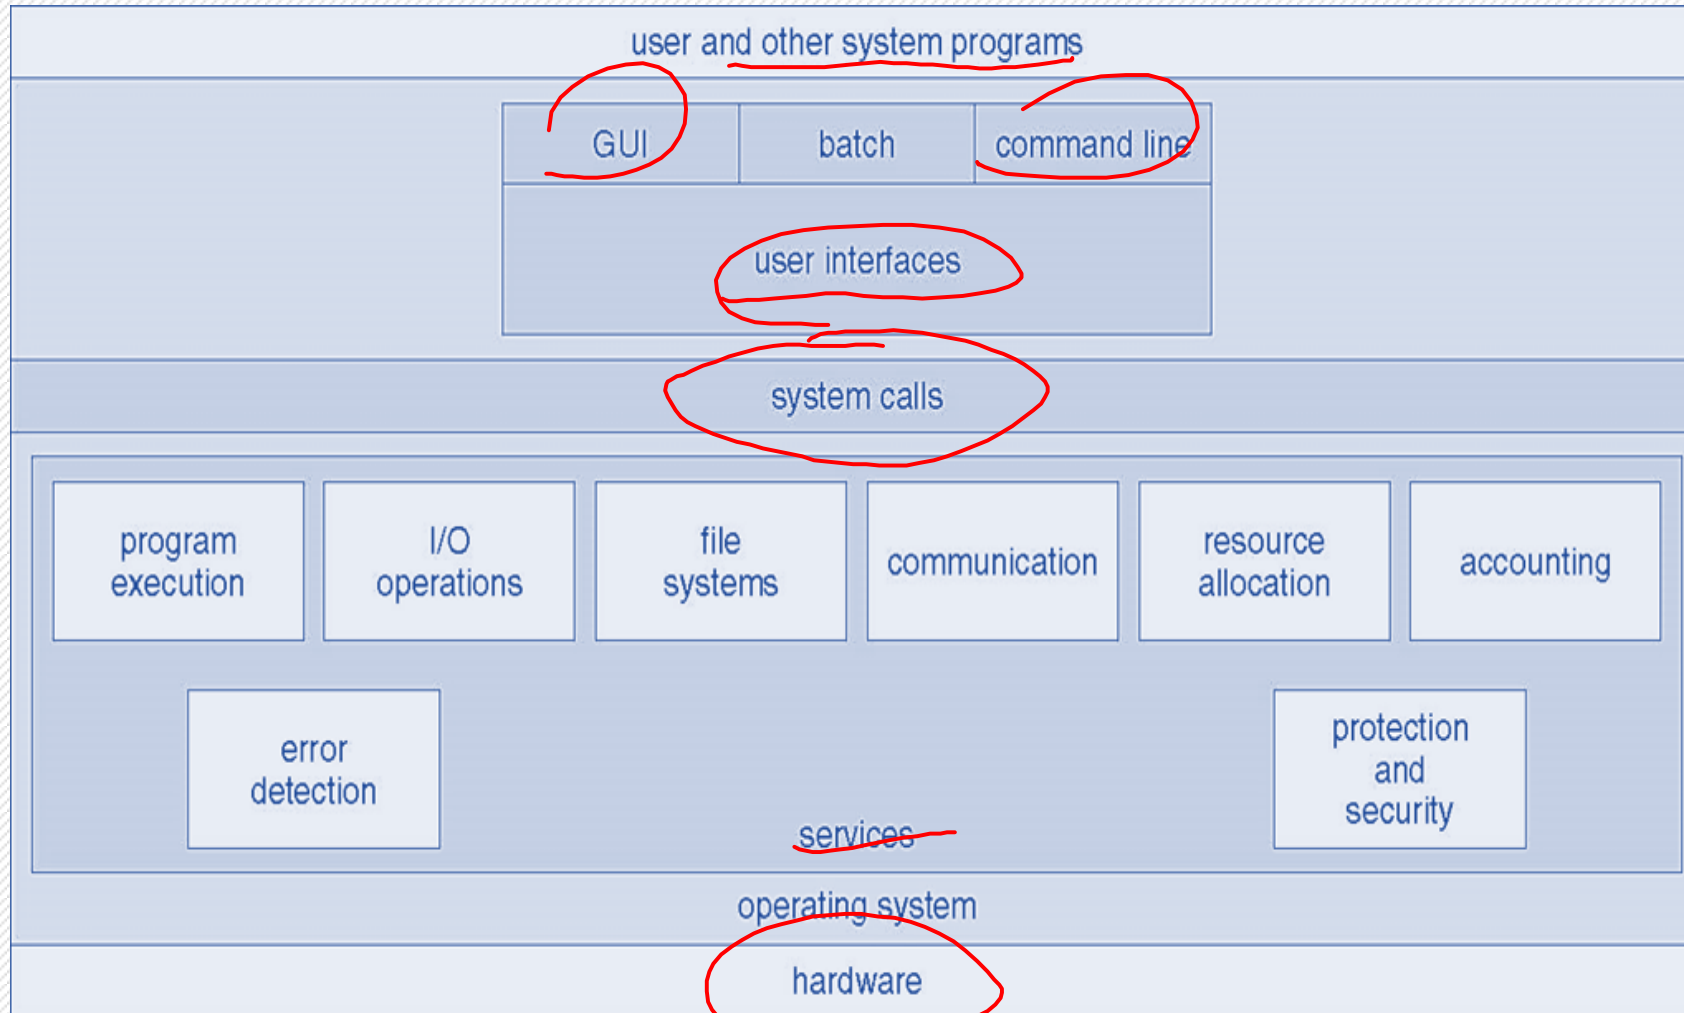 user and other system programs
GUI
batch
command line
user interfaces
system calls
program
execution
I/O
operations
file
systems
communication
resource
allocation
accounting
error
detection
protection
and
security
services
operating system
hardware